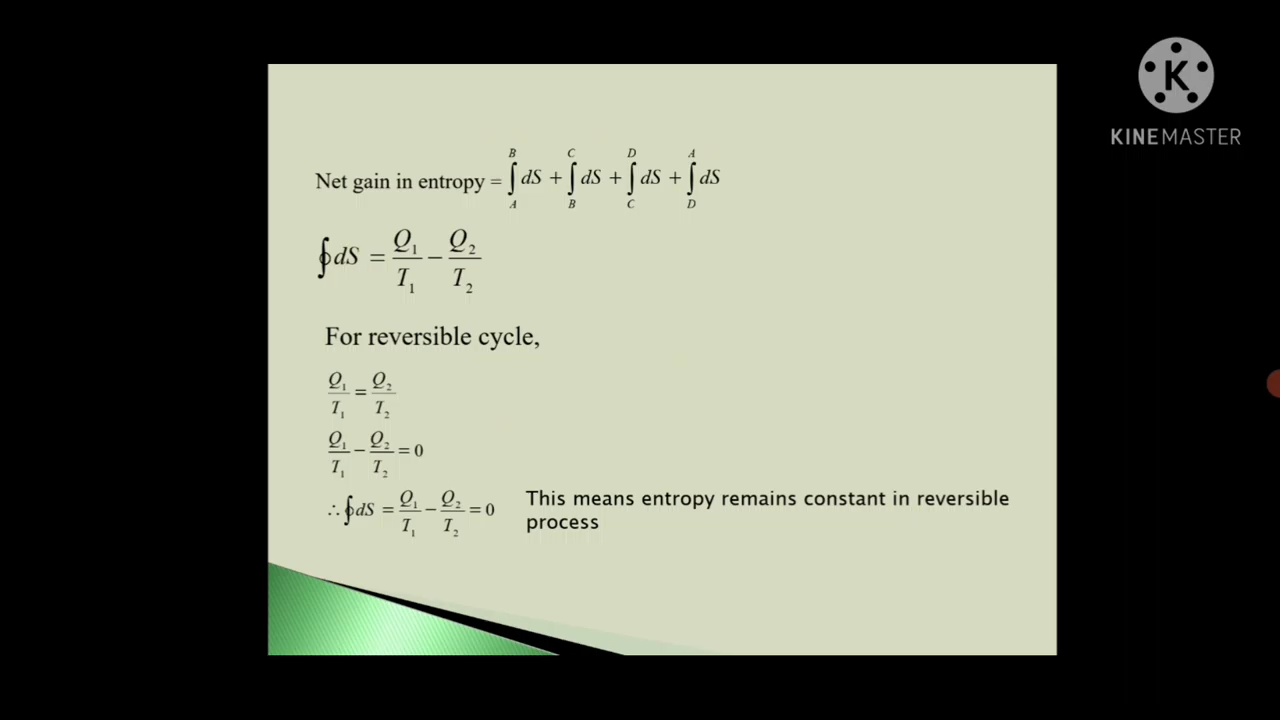 K
KINEMASTER
Net gain in entropy = ∫_A^B dS + ∫_B^C dS + ∫_C^D dS + ∫_D^A dS
∮dS = Q₁/T₁ − Q₂/T₂
For reversible cycle,
Q₁/T₁ = Q₂/T₂
Q₁/T₁ − Q₂/T₂ = 0
∴ ∮dS = Q₁/T₁ − Q₂/T₂ = 0
This means entropy remains constant in reversible
process